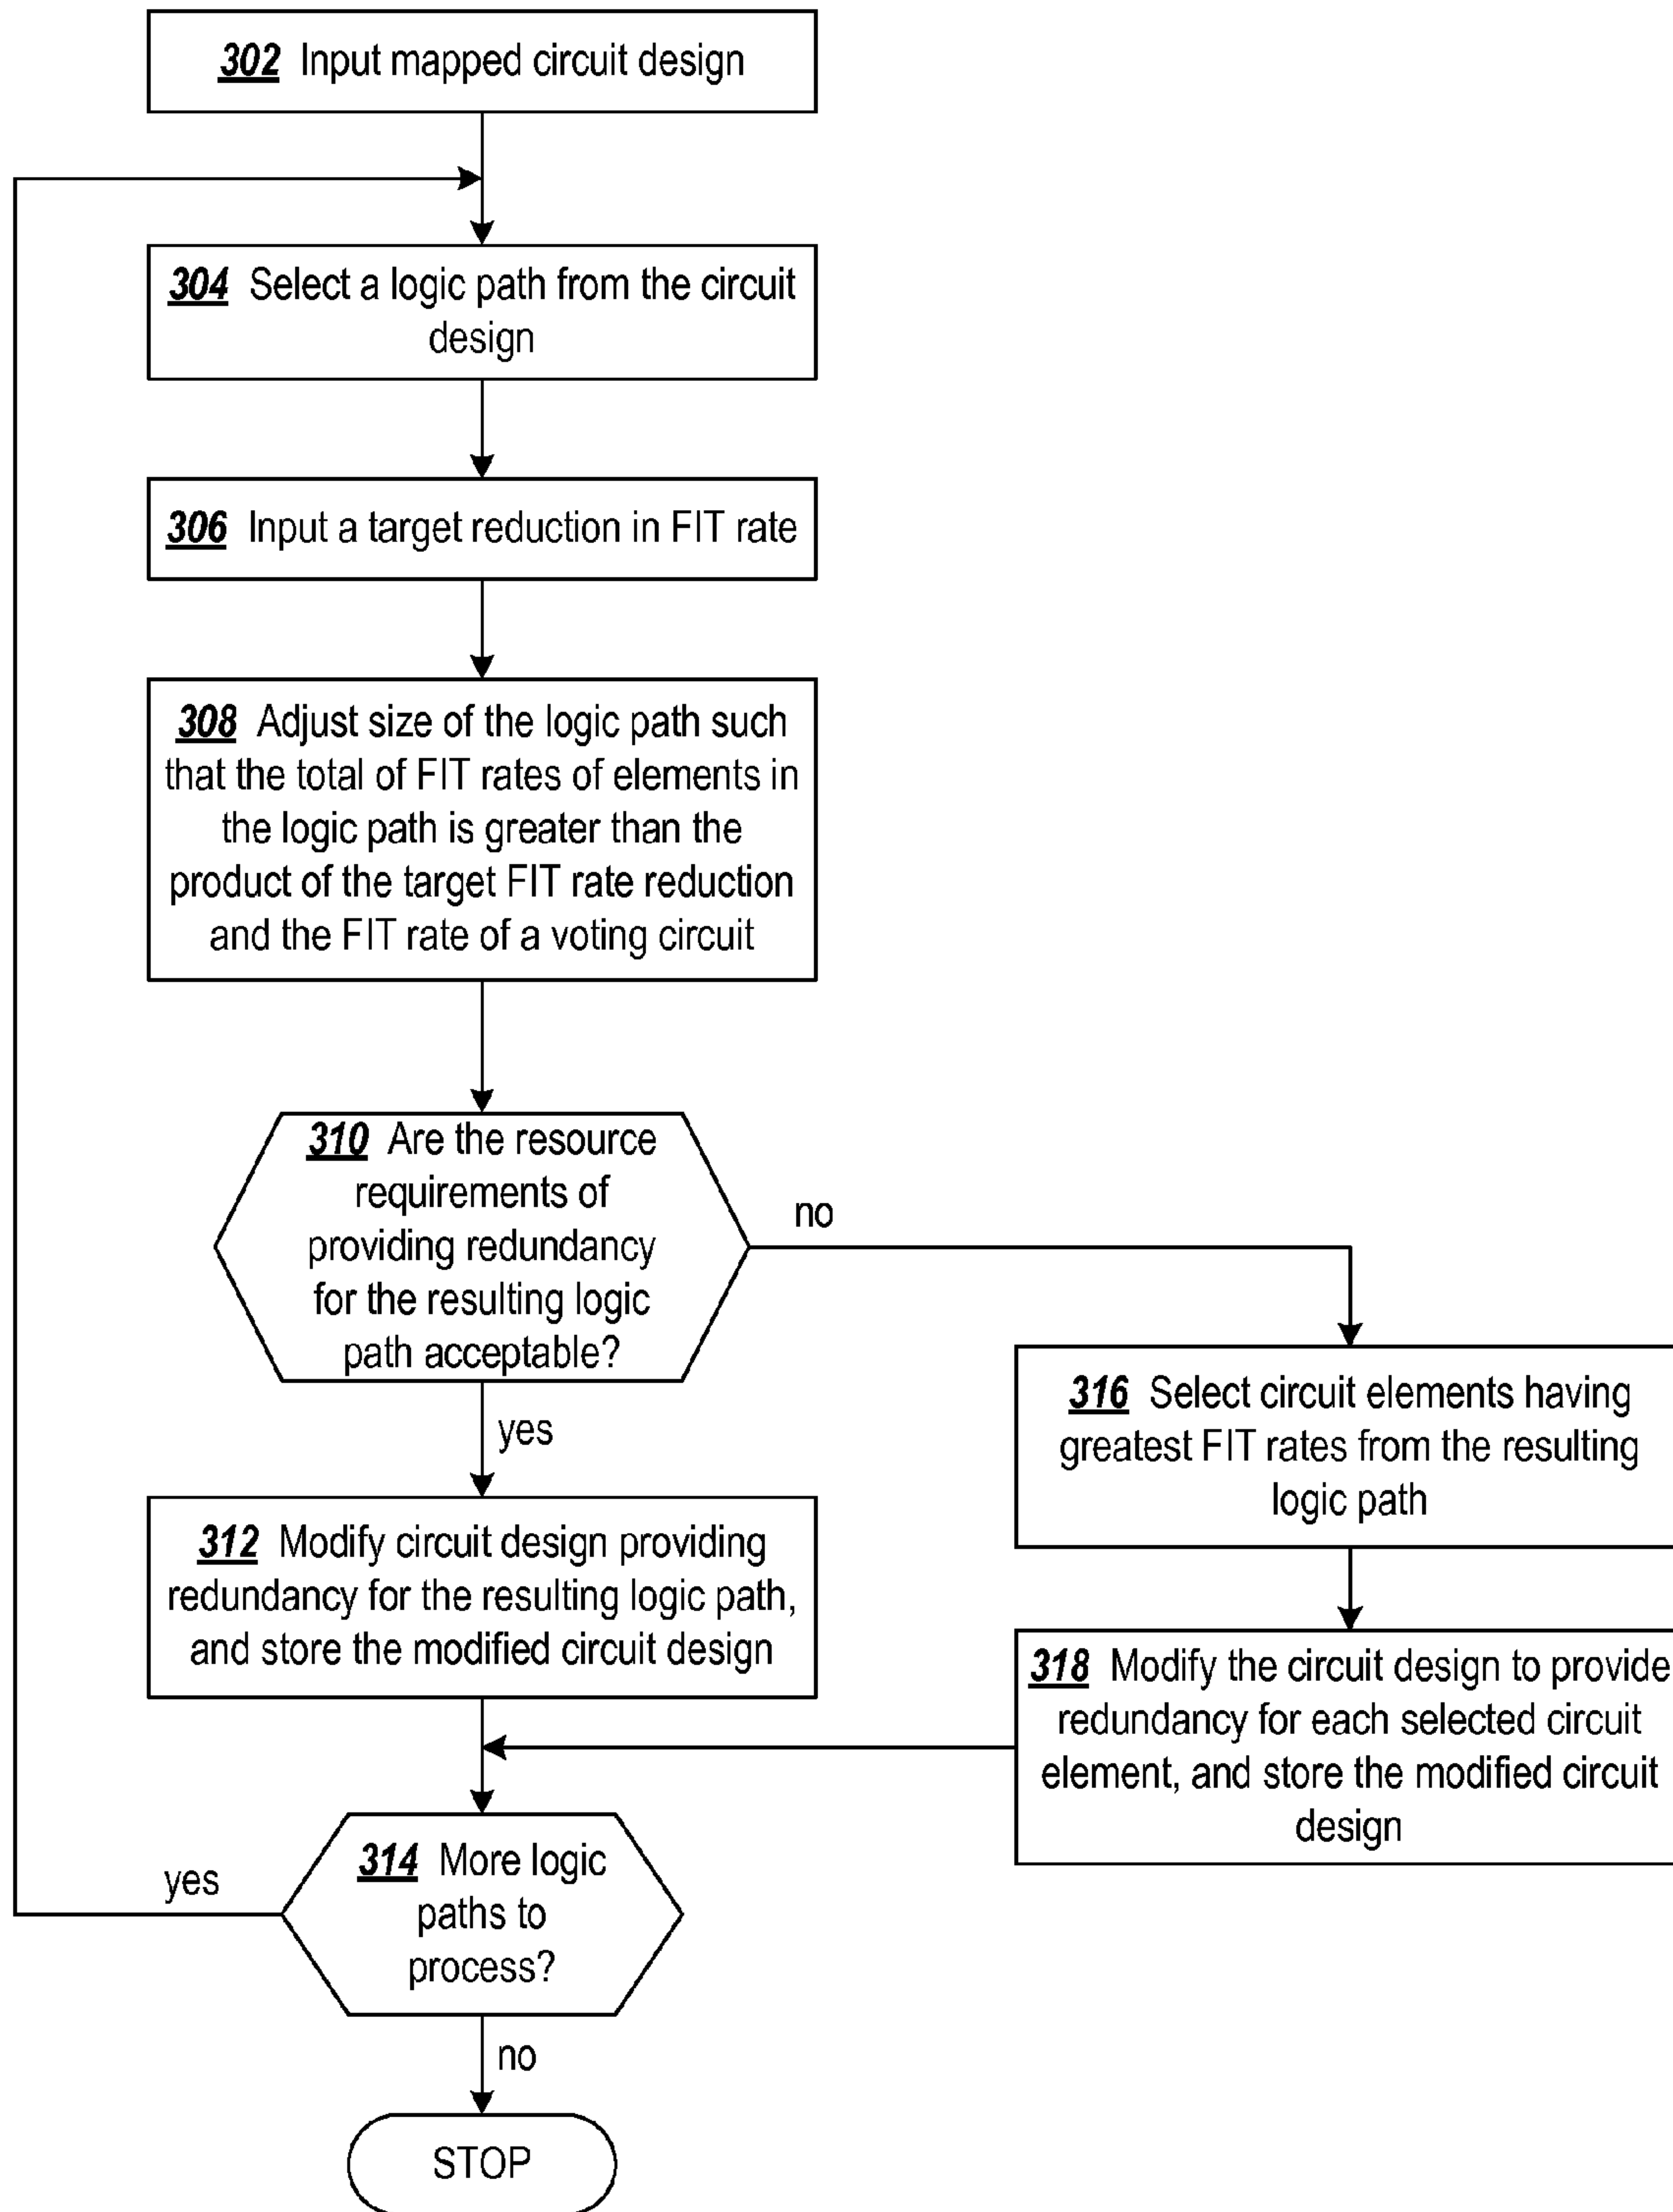 302 Input mapped circuit design
304 Select a logic path from the circuit
design
306 Input a target reduction in FIT rate
308 Adjust size of the logic path such
that the total of FIT rates of elements in
the logic path is greater than the
product of the target FIT rate reduction
and the FIT rate of a voting circuit
310 Are the resource
requirements of
providing redundancy
for the resulting logic
path acceptable?
no
yes
316 Select circuit elements having
greatest FIT rates from the resulting
logic path
312 Modify circuit design providing
redundancy for the resulting logic path,
and store the modified circuit design
318 Modify the circuit design to provide
redundancy for each selected circuit
element, and store the modified circuit
design
314 More logic
paths to
process?
yes
no
STOP